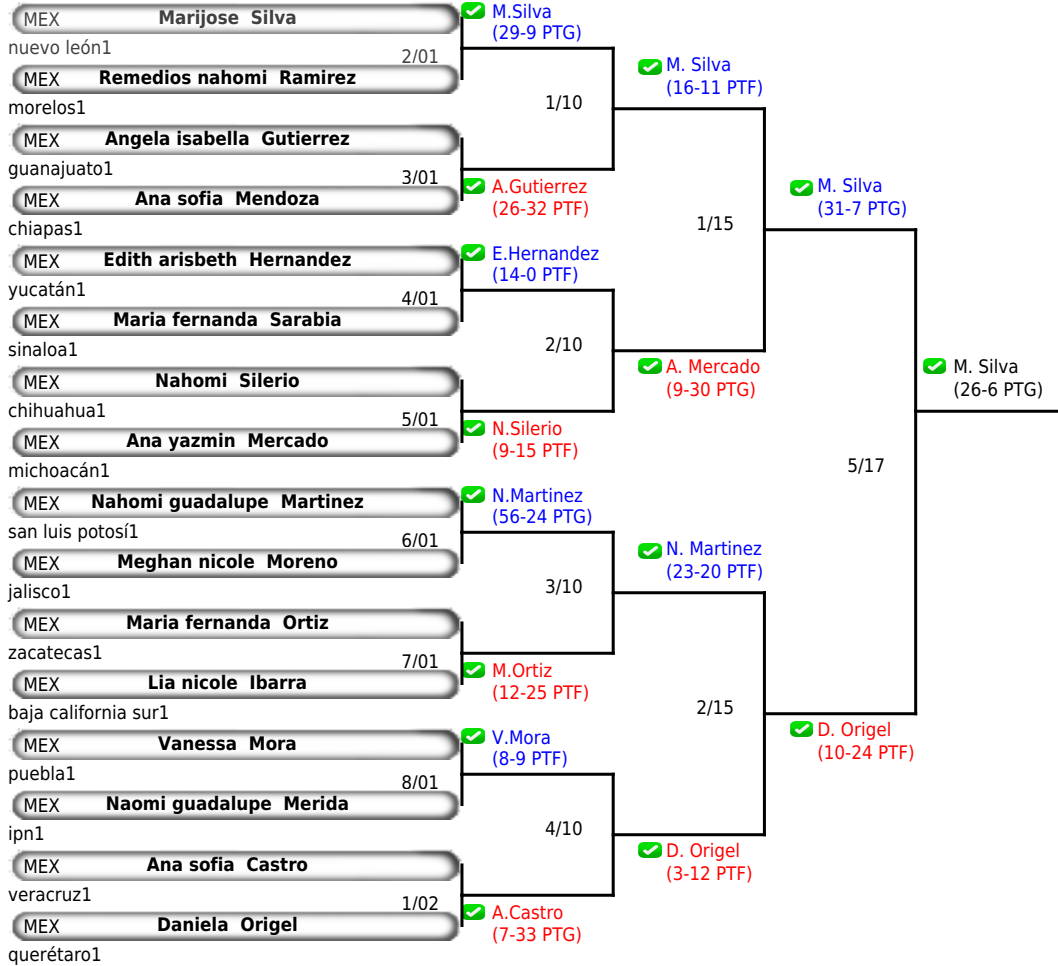 MEX Marijose Silva
nuevo león1
2/01
MEX Remedios nahomi Ramirez
morelos1
MEX Angela isabella Gutierrez
guanajuato1
3/01
MEX Ana sofia Mendoza
chiapas1
MEX Edith arisbeth Hernandez
yucatán1
4/01
MEX Maria fernanda Sarabia
sinaloa1
MEX Nahomi Silerio
chihuahua1
5/01
MEX Ana yazmin Mercado
michoacán1
MEX Nahomi guadalupe Martinez
san luis potosí1
6/01
MEX Meghan nicole Moreno
jalisco1
MEX Maria fernanda Ortiz
zacatecas1
7/01
MEX Lia nicole Ibarra
baja california sur1
MEX Vanessa Mora
puebla1
8/01
MEX Naomi guadalupe Merida
ipn1
MEX Ana sofia Castro
veracruz1
1/02
MEX Daniela Origel
querétaro1
M.Silva
(29-9 PTG)
1/10
A.Gutierrez
(26-32 PTF)
E.Hernandez
(14-0 PTF)
2/10
N.Silerio
(9-15 PTF)
N.Martinez
(56-24 PTG)
3/10
M.Ortiz
(12-25 PTF)
V.Mora
(8-9 PTF)
4/10
A.Castro
(7-33 PTG)
M. Silva
(16-11 PTF)
1/15
A. Mercado
(9-30 PTG)
N. Martinez
(23-20 PTF)
2/15
D. Origel
(3-12 PTF)
M. Silva
(31-7 PTG)
5/17
D. Origel
(10-24 PTF)
M. Silva
(26-6 PTG)